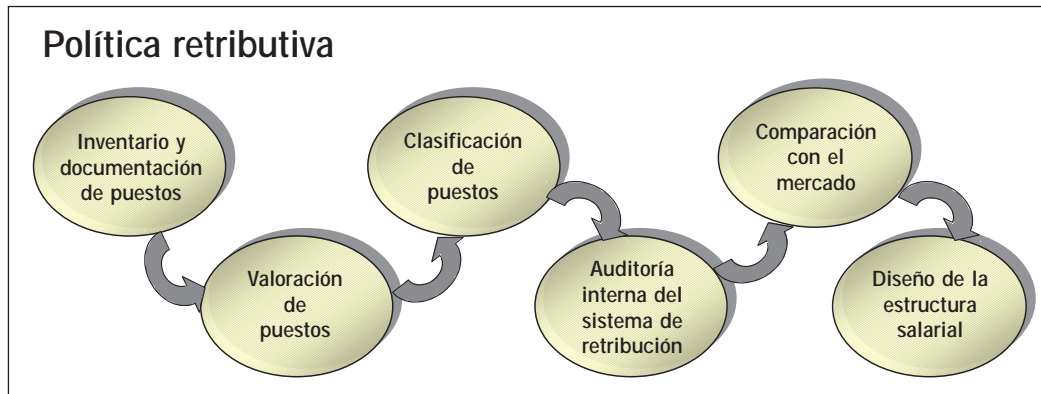 Política retributiva
Inventario y
documentación
de puestos
Valoración
de
puestos
Clasificación
de
puestos
Auditoría
interna del
sistema de
retribución
Comparación
con el
mercado
Diseño de la
estructura
salarial